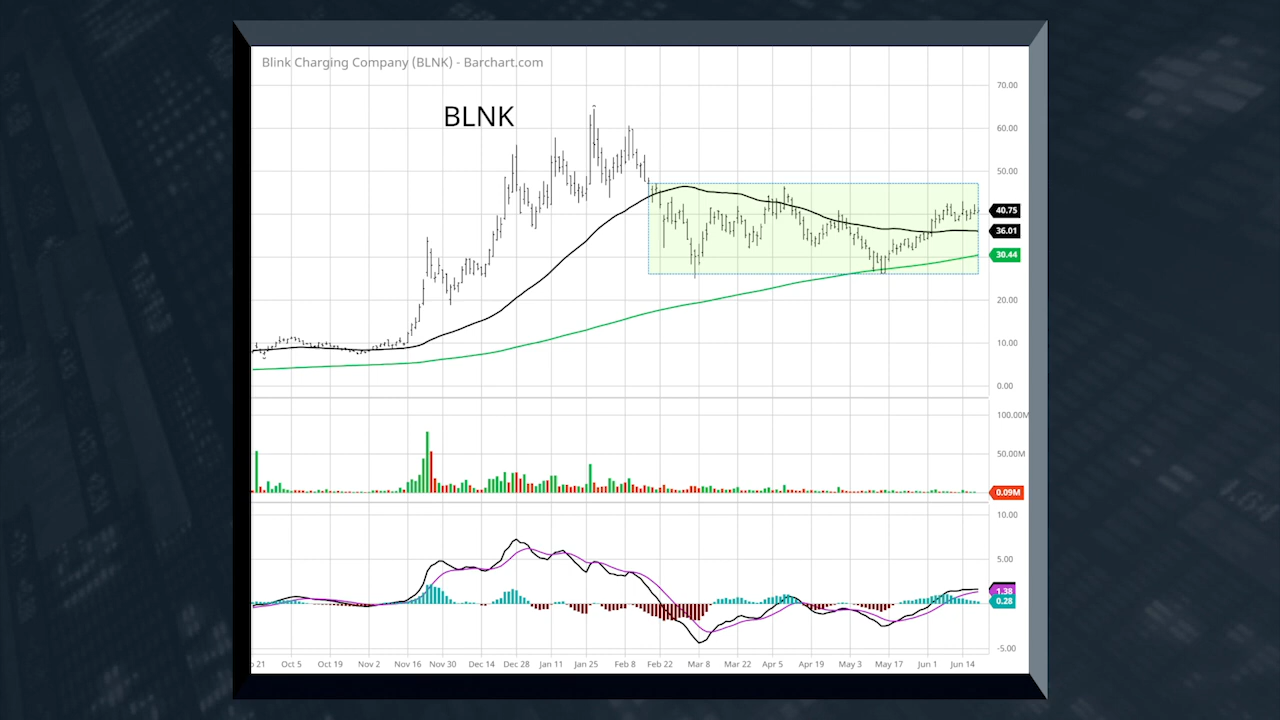 Blink Charging Company (BLNK) - Barchart.com
BLNK
70.00
60.00
50.00
40.75
36.01
30.44
20.00
10.00
0.00
100.00M
50.00M
0.09M
10.00
5.00
1.38
0.28
-5.00
21 Oct 5 Oct 19 Nov 2 Nov 16 Nov 30 Dec 14 Dec 28 Jan 11 Jan 25 Feb 8 Feb 22 Mar 8 Mar 22 Apr 5 Apr 19 May 3 May 17 Jun 1 Jun 14